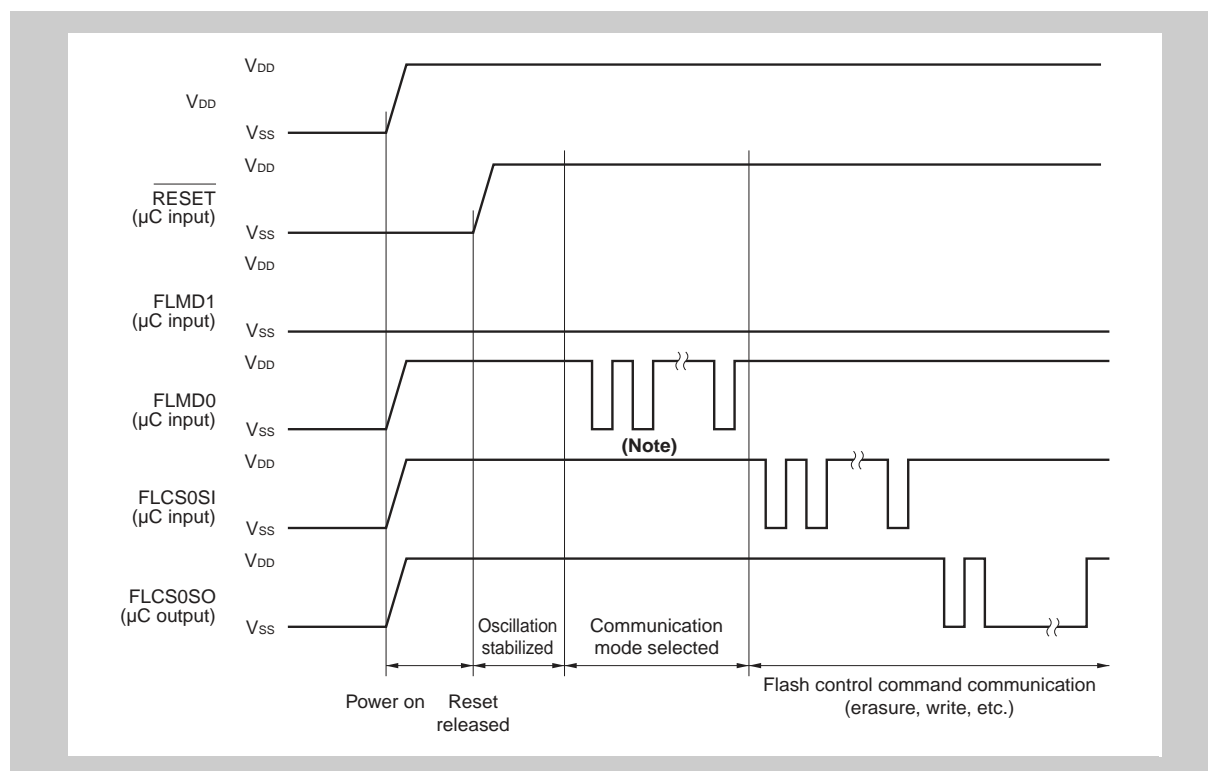 VDD
VDD
VSS
VDD
RESET
(µC input)
VSS
VDD
FLMD1
(µC input)
VSS
VDD
FLMD0
(µC input)
VSS
(Note)
VDD
FLCS0SI
(µC input)
VSS
VDD
FLCS0SO
(µC output)
VSS
Oscillation
stabilized
Communication
mode selected
Power on
Reset
released
Flash control command communication
(erasure, write, etc.)